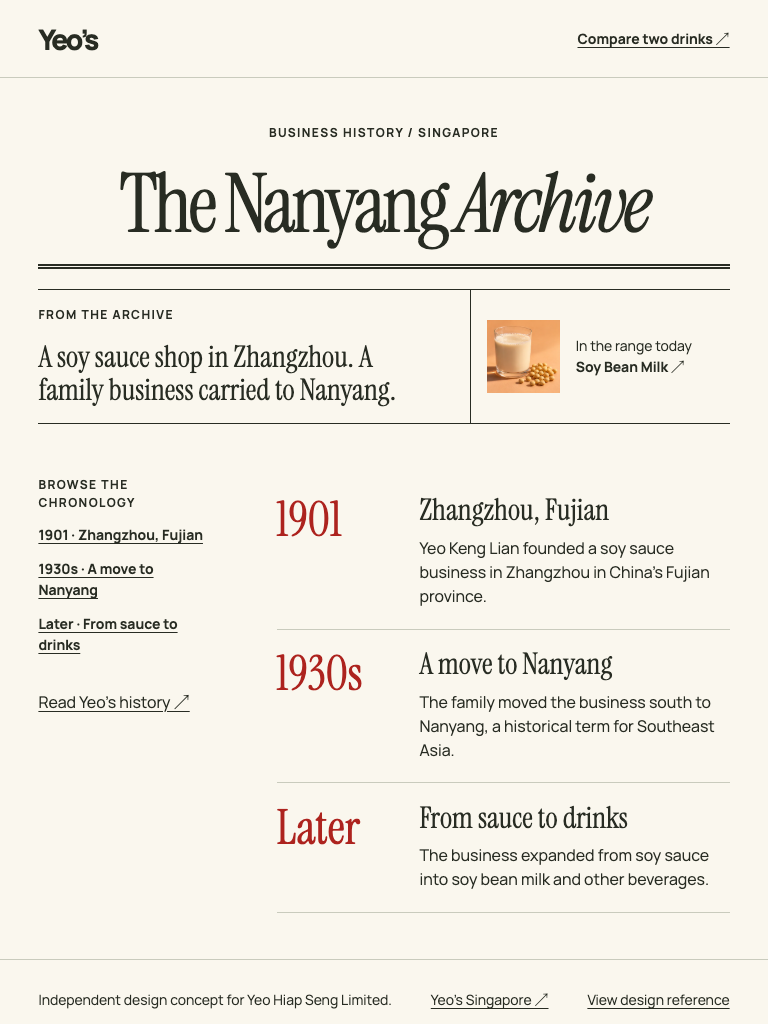 Yeo's
Compare two drinks ↗
BUSINESS HISTORY / SINGAPORE
The Nanyang Archive
FROM THE ARCHIVE
A soy sauce shop in Zhangzhou. A
family business carried to Nanyang.
In the range today
Soy Bean Milk ↗
BROWSE THE
CHRONOLOGY
1901 · Zhangzhou, Fujian
1930s · A move to
Nanyang
Later · From sauce to
drinks
Read Yeo's history ↗
1901
Zhangzhou, Fujian
Yeo Keng Lian founded a soy sauce
business in Zhangzhou in China's Fujian
province.
1930s
A move to Nanyang
The family moved the business south to
Nanyang, a historical term for Southeast
Asia.
Later
From sauce to drinks
The business expanded from soy sauce
into soy bean milk and other beverages.
Independent design concept for Yeo Hiap Seng Limited.
Yeo's Singapore ↗
View design reference